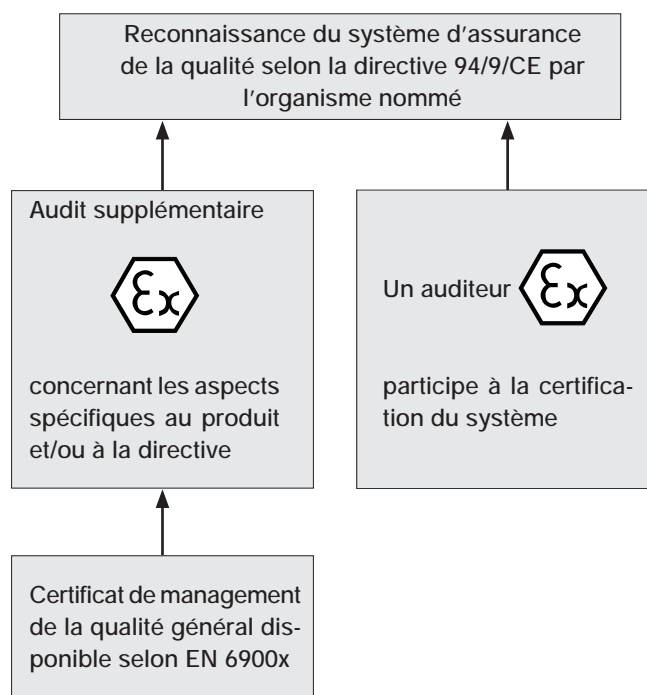 Reconnaissance du système d'assurance
de la qualité selon la directive 94/9/CE par
l'organisme nommé
Audit supplémentaire
Ex
concernant les aspects
spécifiques au produit
et/ou à la directive
Un auditeur Ex
participe à la certifica-
tion du système
Certificat de management
de la qualité général dis-
ponible selon EN 6900x